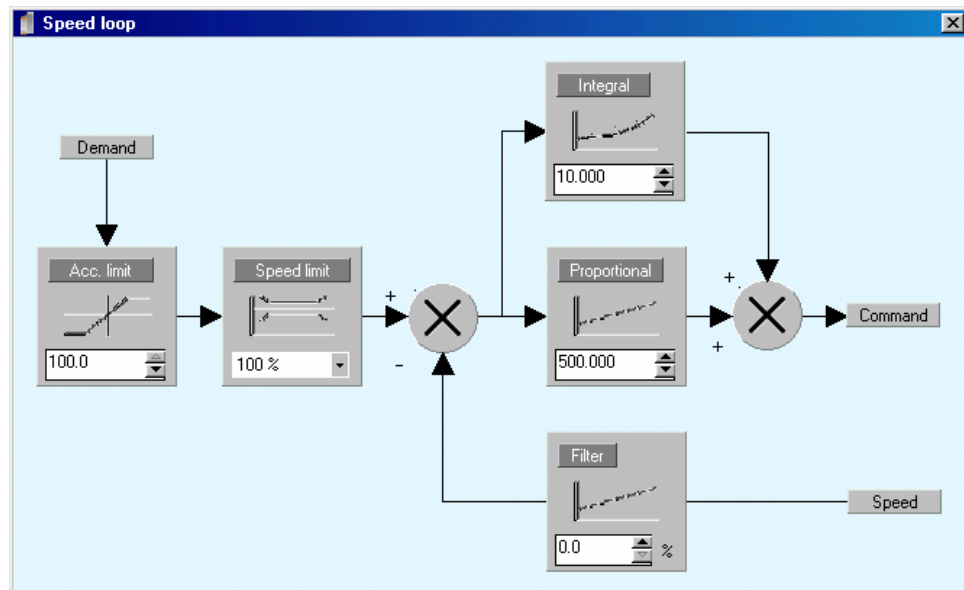 Speed loop
Integral
10.000
Demand
Acc. limit
100.0
Speed limit
100 %
+
-
Proportional
500.000
+
+
Command
Filter
0.0 %
Speed